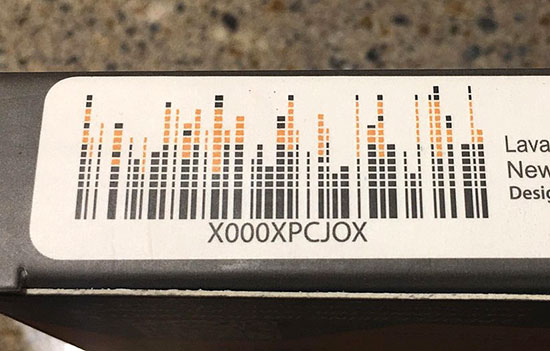 X000XPCJOX
Lava
New
Desig